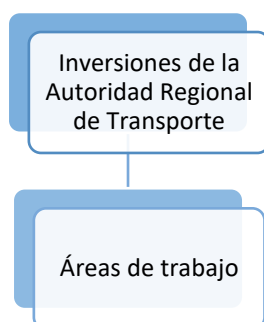 Inversiones de la
Autoridad Regional
de Transporte
Áreas de trabajo